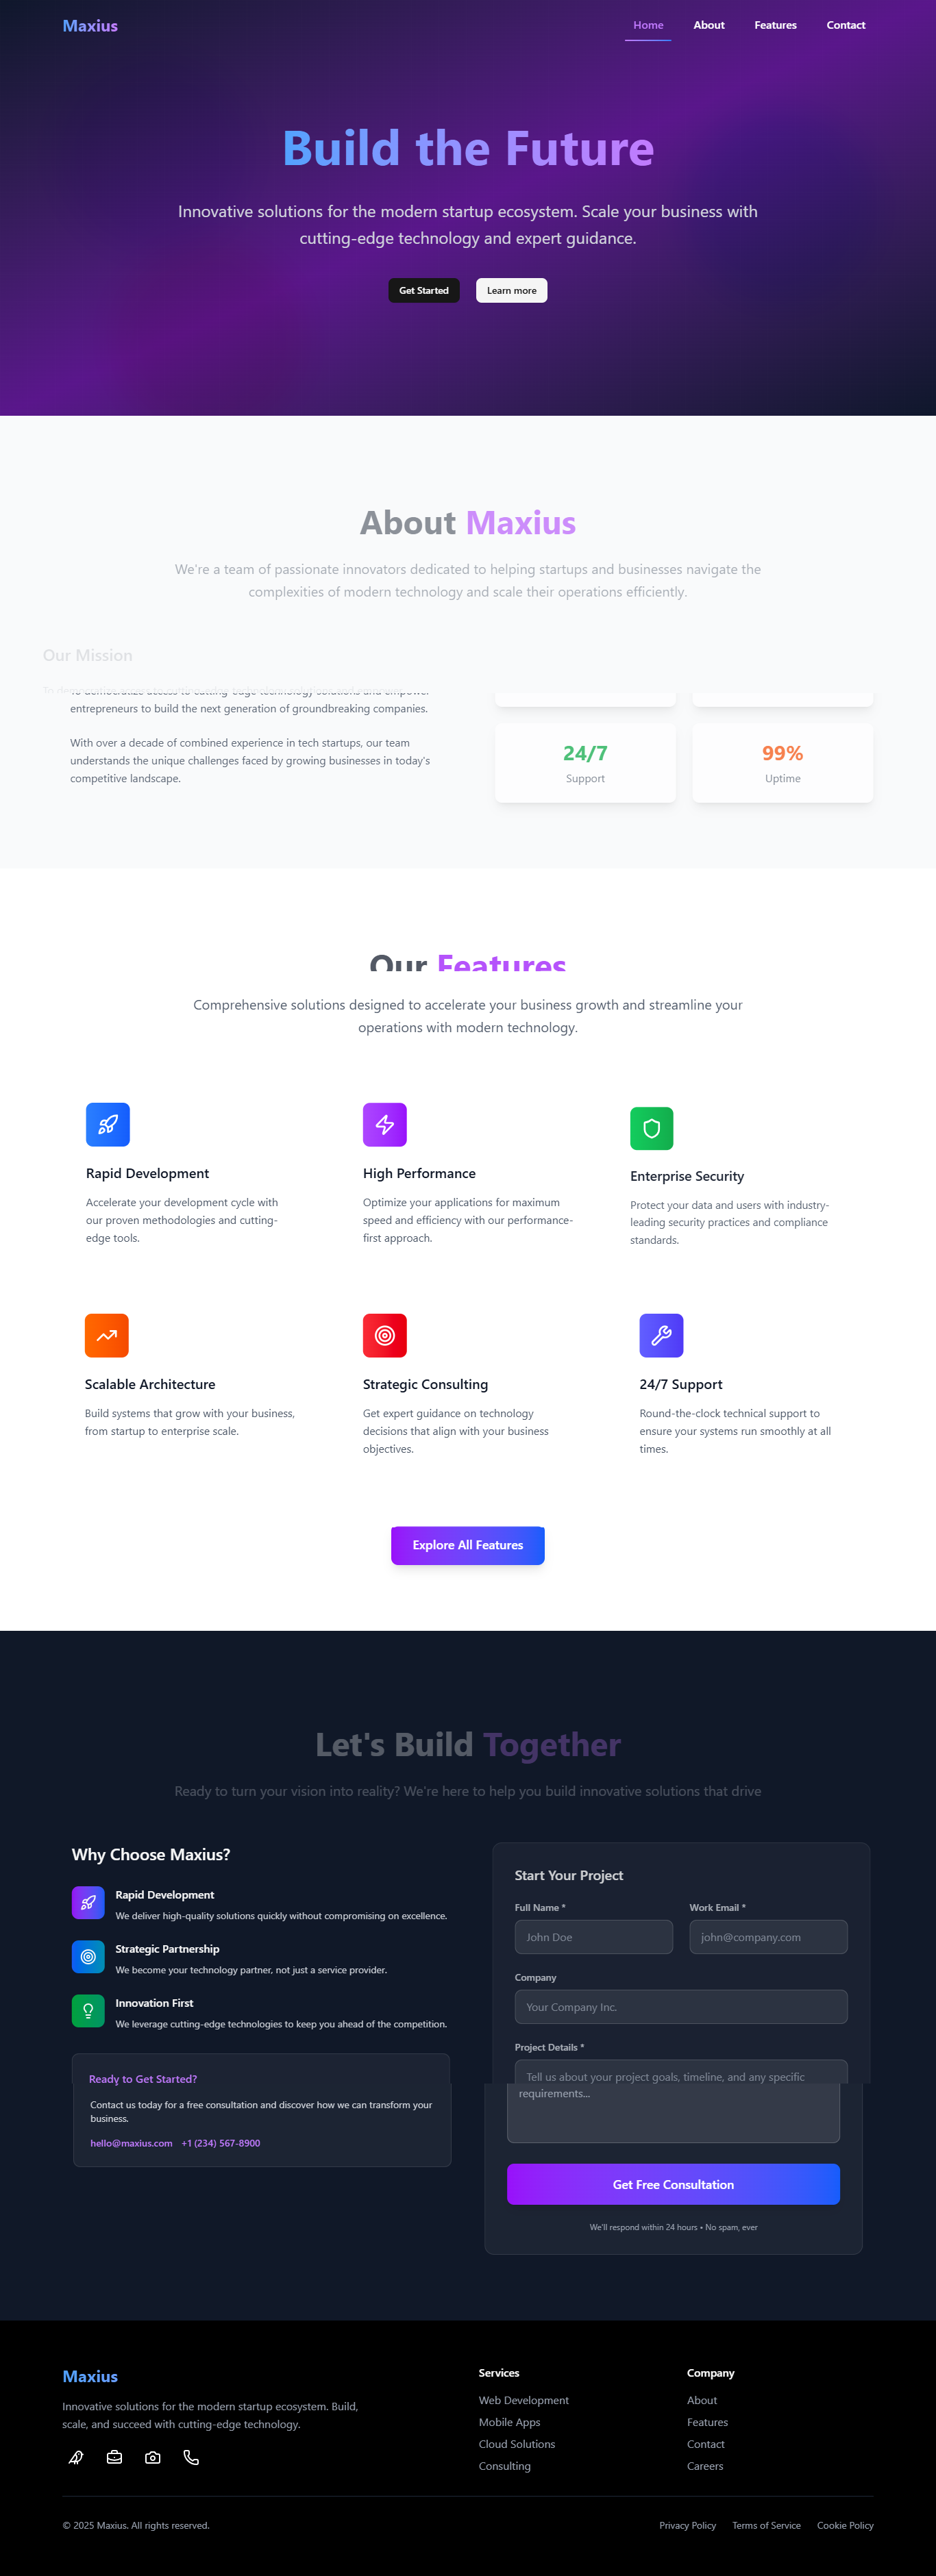 Maxius
Home About Features Contact
Build the Future
Innovative solutions for the modern startup ecosystem. Scale your business with
cutting-edge technology and expert guidance.
Get Started Learn more
About Maxius
We're a team of passionate innovators dedicated to helping startups and businesses navigate the
complexities of modern technology and scale their operations efficiently.
Our Mission
To democratize access to cutting-edge technology solutions and empower
entrepreneurs to build the next generation of groundbreaking companies.
With over a decade of combined experience in tech startups, our team
understands the unique challenges faced by growing businesses in today's
competitive landscape.
24/7
Support
99%
Uptime
Our Features
Comprehensive solutions designed to accelerate your business growth and streamline your
operations with modern technology.
Rapid Development
Accelerate your development cycle with
our proven methodologies and cutting-
edge tools.
High Performance
Optimize your applications for maximum
speed and efficiency with our performance-
first approach.
Enterprise Security
Protect your data and users with industry-
leading security practices and compliance
standards.
Scalable Architecture
Build systems that grow with your business,
from startup to enterprise scale.
Strategic Consulting
Get expert guidance on technology
decisions that align with your business
objectives.
24/7 Support
Round-the-clock technical support to
ensure your systems run smoothly at all
times.
Explore All Features
Let's Build Together
Ready to turn your vision into reality? We're here to help you build innovative solutions that drive
Why Choose Maxius?
Rapid Development
We deliver high-quality solutions quickly without compromising on excellence.
Strategic Partnership
We become your technology partner, not just a service provider.
Innovation First
We leverage cutting-edge technologies to keep you ahead of the competition.
Ready to Get Started?
Contact us today for a free consultation and discover how we can transform your
business.
hello@maxius.com +1 (234) 567-8900
Start Your Project
Full Name * Work Email *
John Doe john@company.com
Company
Your Company Inc.
Project Details *
Tell us about your project goals, timeline, and any specific
requirements...
Get Free Consultation
We'll respond within 24 hours • No spam, ever
Maxius
Innovative solutions for the modern startup ecosystem. Build,
scale, and succeed with cutting-edge technology.
Services
Web Development
Mobile Apps
Cloud Solutions
Consulting
Company
About
Features
Contact
Careers
© 2025 Maxius. All rights reserved.
Privacy Policy Terms of Service Cookie Policy